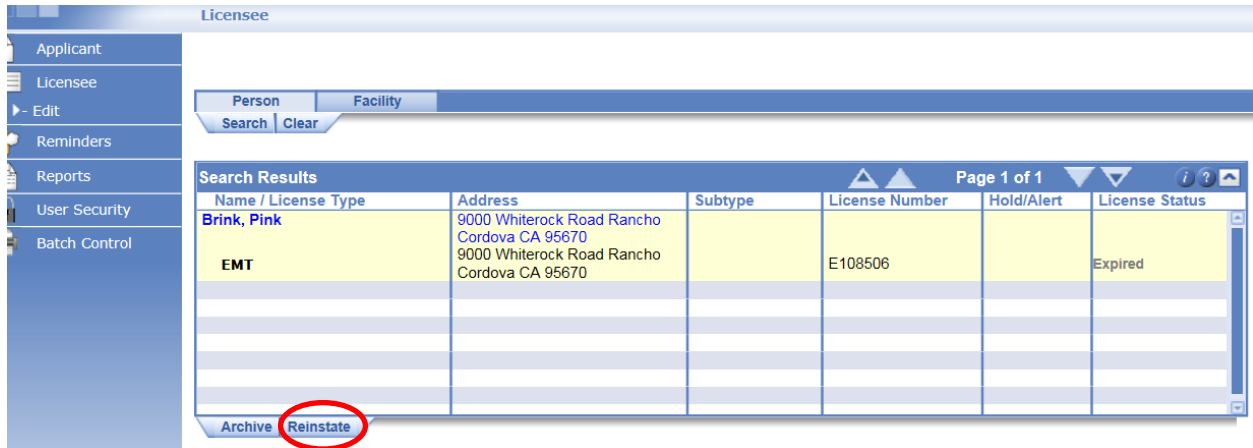 Licensee
Applicant
Licensee
- Edit
Reminders
Reports
User Security
Batch Control
Person Facility
Search Clear
Search Results Page 1 of 1 i ?
Name / License Type Address Subtype License Number Hold/Alert License Status
Brink, Pink 9000 Whiterock Road Rancho
Cordova CA 95670
EMT 9000 Whiterock Road Rancho E108506 Expired
Cordova CA 95670
Archive Reinstate